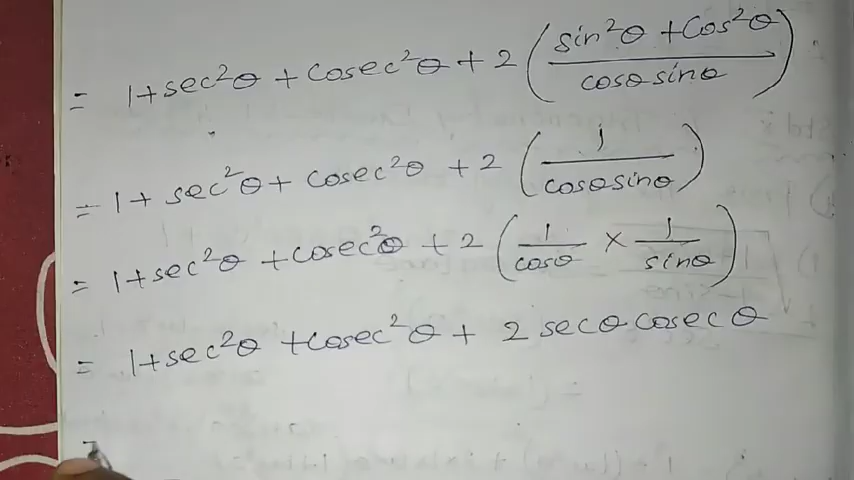 = 1+sec²θ + cosec²θ + 2 (sin²θ + cos²θ / cosθ sinθ)
= 1 + sec²θ + cosec²θ + 2 (1 / cosθ sinθ)
= 1+sec²θ + cosec²θ + 2 (1/cosθ × 1/sinθ)
= 1+sec²θ + cosec²θ + 2 secθ cosecθ